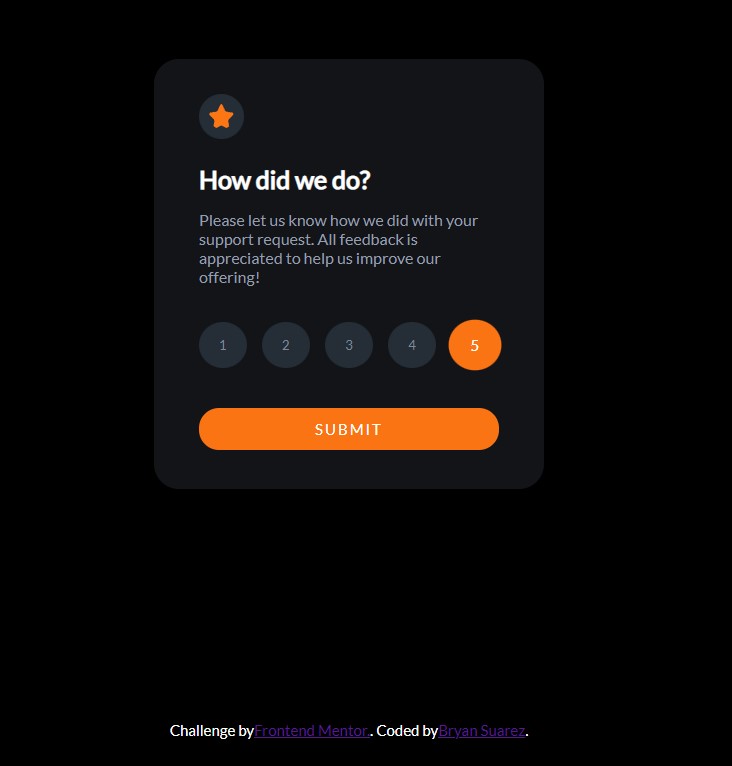 How did we do?
Please let us know how we did with your
support request. All feedback is
appreciated to help us improve our
offering!
1 2 3 4 5
SUBMIT
Challenge byFrontend Mentor.. Coded byBryan Suarez.